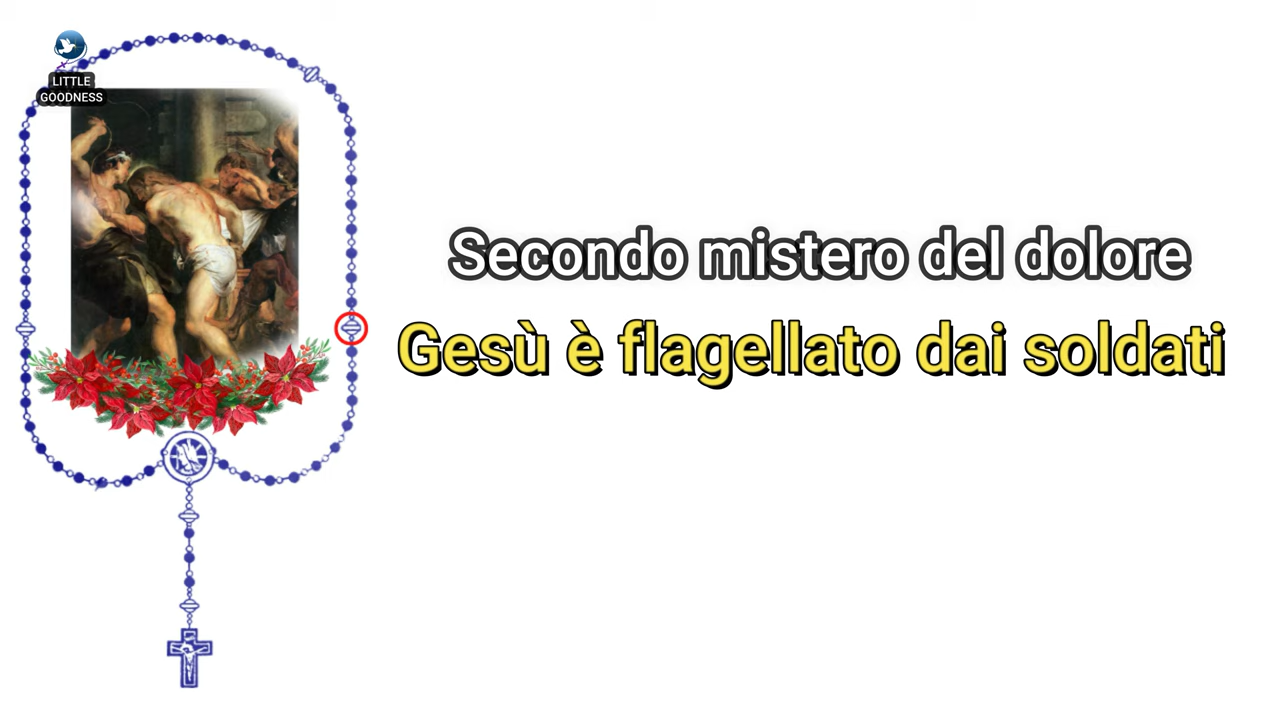 LITTLE
GOODNESS
Secondo mistero del dolore
Gesù è flagellato dai soldati